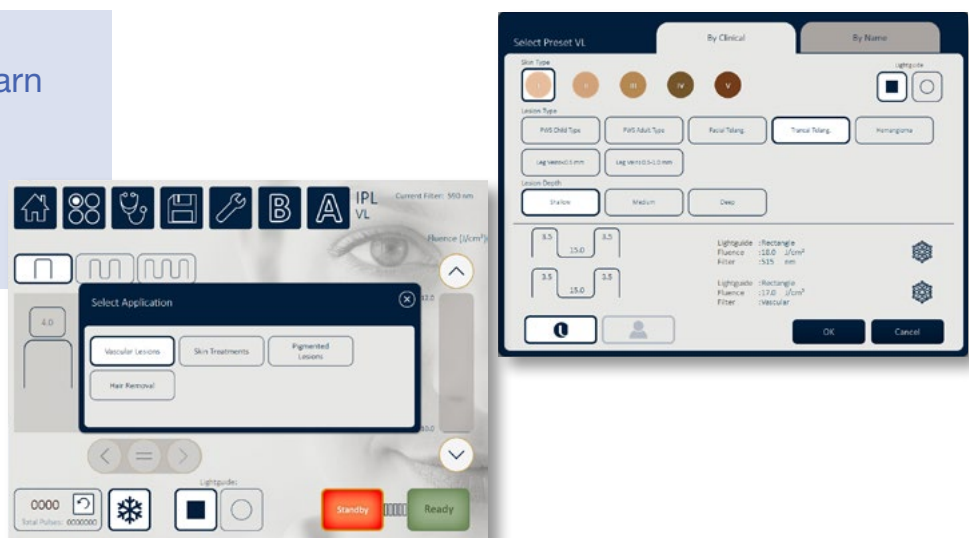 arn
Select Preset VL
By Clinical
By Name
Skin Type
Lightguide
I II III IV V
Lesion Type
PWS Child Type
PWS Adult Type
Facial Telang.
Truncal Telang.
Hemangioma
Leg Veins<0.5 mm
Leg Veins 0.5-1.0 mm
Lesion Depth
Shallow
Medium
Deep
3.5 15.0 3.5
Lightguide :Rectangle
Fluence :18.0 J/cm²
Filter :515 nm
3.5 15.0 3.5
Lightguide :Rectangle
Fluence :17.0 J/cm²
Filter :Vascular
OK
Cancel
B
A
IPL
VL
Current Filter: 560 nm
Fluence (J/cm²)
4.0
Select Application
Vascular Lesions
Skin Treatments
Pigmented
Lesions
Hair Removal
Lightguide:
0000
Total Pulses: 0000000
Standby
Ready